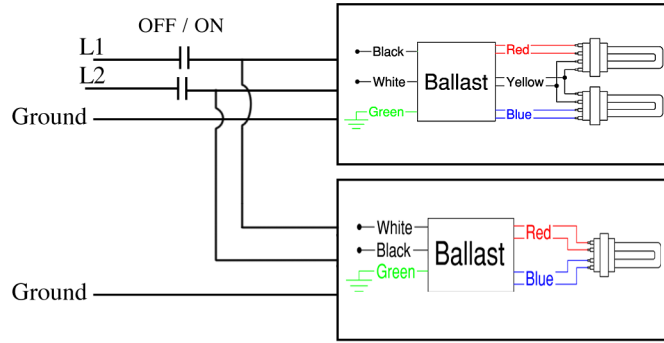 OFF / ON
L1
L2
Ground
Black
White
Green
Ballast
Red
Yellow
Blue
White
Black
Green
Ballast
Red
Blue
Ground